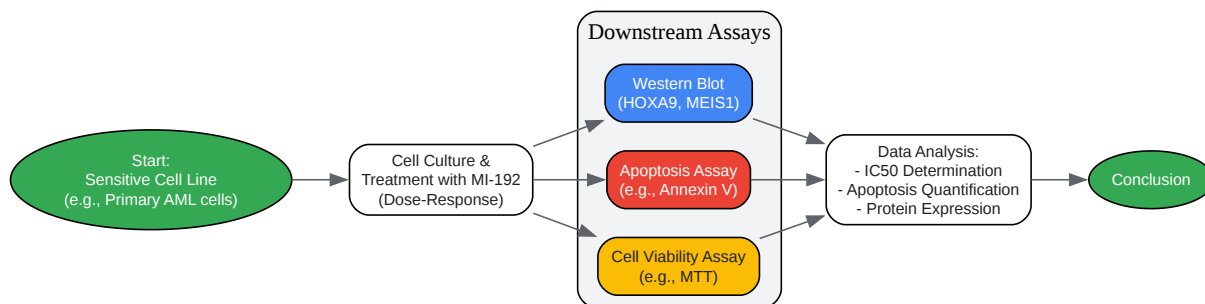 Start:
Sensitive Cell Line
(e.g., Primary AML cells)
Cell Culture &
Treatment with MI-192
(Dose-Response)
Downstream Assays
Western Blot
(HOXA9, MEIS1)
Apoptosis Assay
(e.g., Annexin V)
Cell Viability Assay
(e.g., MTT)
Data Analysis:
- IC50 Determination
- Apoptosis Quantification
- Protein Expression
Conclusion